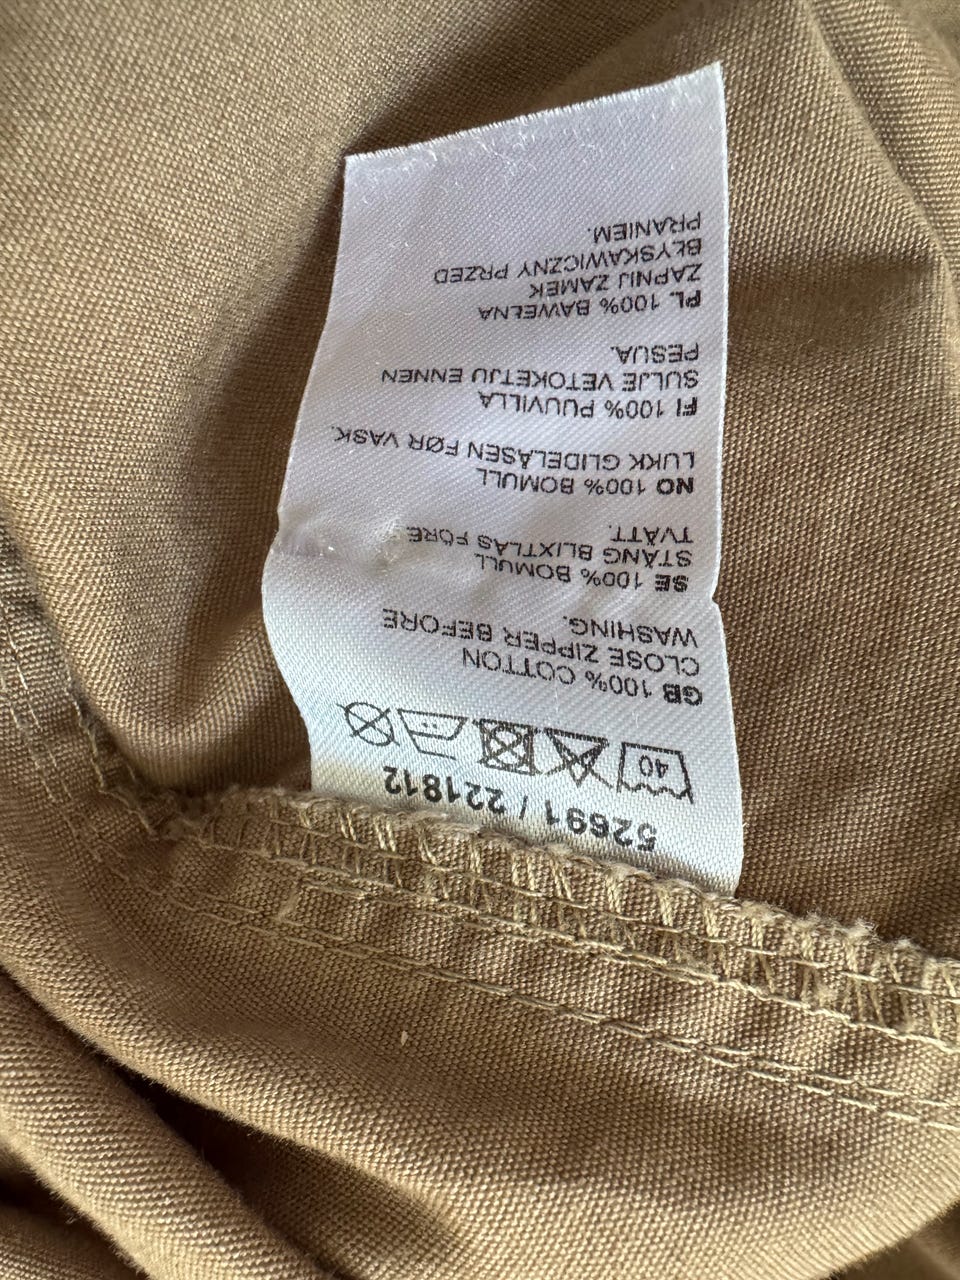 52691 / 221812
40
GB 100% COTTON
CLOSE ZIPPER BEFORE
WASHING.
SE 100% BOMULL
STÄNG BLIXTLÅS FÖRE
TVÄTT.
NO 100% BOMULL
LUKK GLIDELÅSEN FØR VASK.
FI 100% PUUVILLA
SULJE VETOKETJU ENNEN
PESUA.
PL 100% BAWEŁNA
ZAPNIJ ZAMEK
BŁYSKAWICZNY PRZED
PRANIEM.